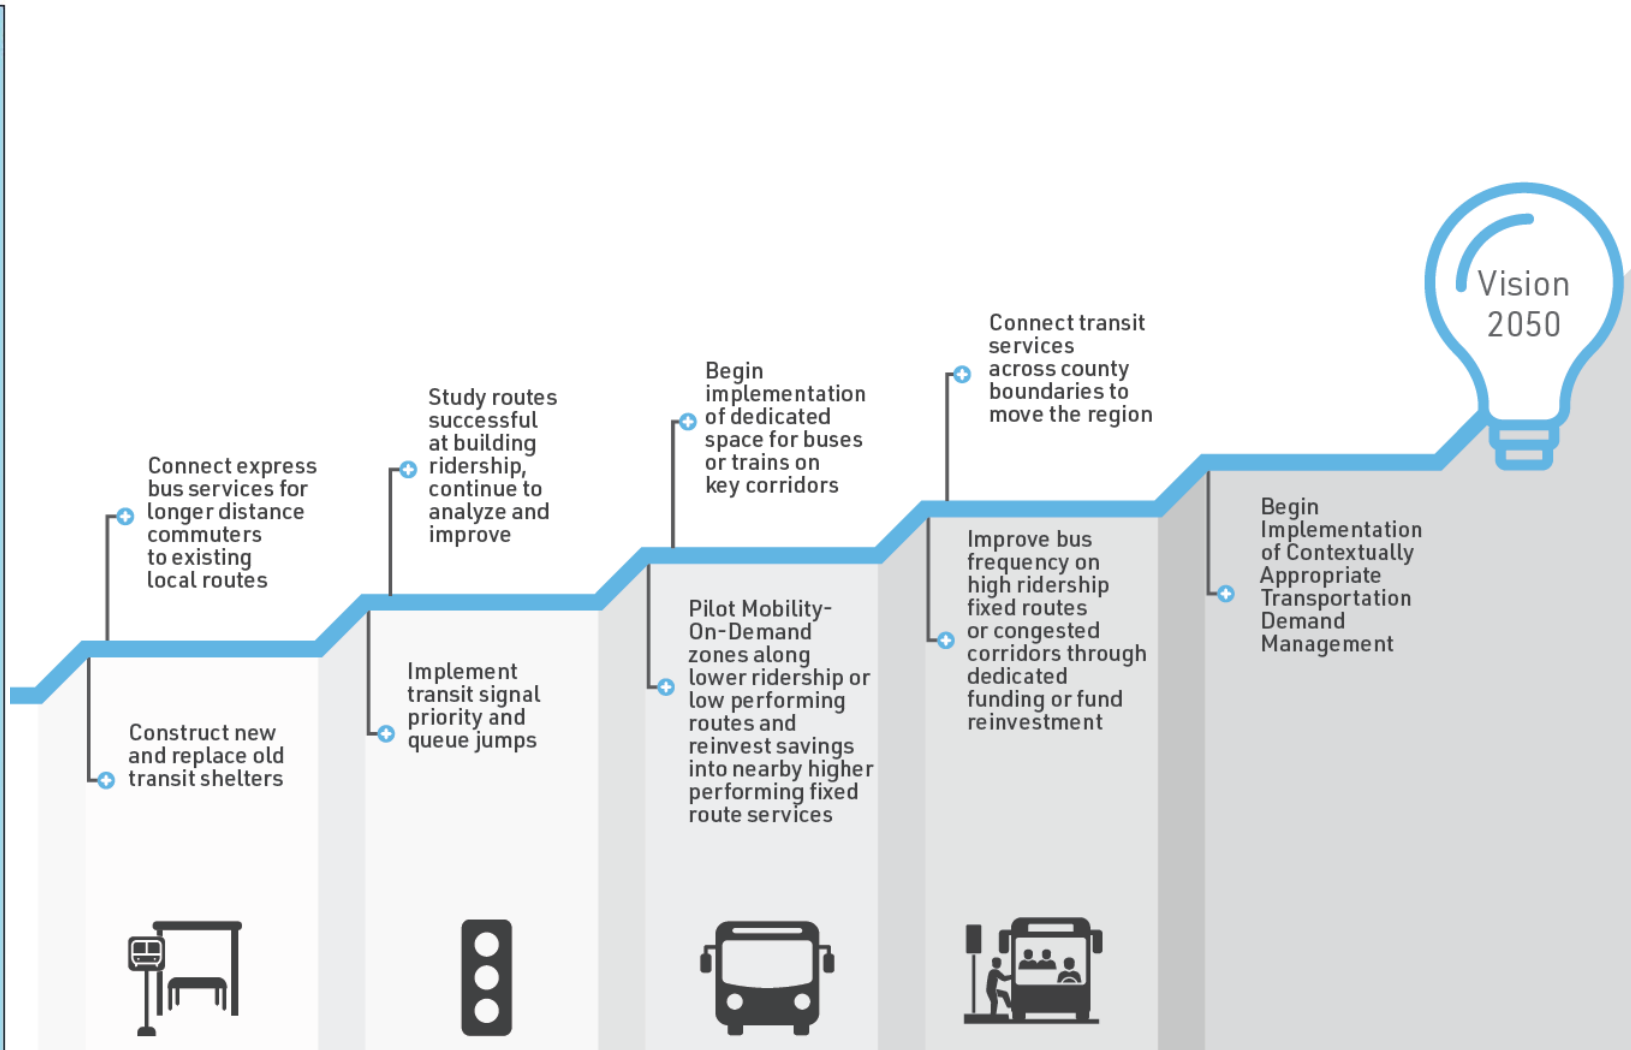 Connect express
bus services for
longer distance
commuters
to existing
local routes
Construct new
and replace old
transit shelters
Study routes
successful
at building
ridership,
continue to
analyze and
improve
Implement
transit signal
priority and
queue jumps
Begin
implementation
of dedicated
space for buses
or trains on
key corridors
Pilot Mobility-
On-Demand
zones along
lower ridership or
low performing
routes and
reinvest savings
into nearby higher
performing fixed
route services
Connect transit
services
across county
boundaries to
move the region
Improve bus
frequency on
high ridership
fixed routes
or congested
corridors through
dedicated
funding or fund
reinvestment
Begin
Implementation
of Contextually
Appropriate
Transportation
Demand
Management
Vision
2050